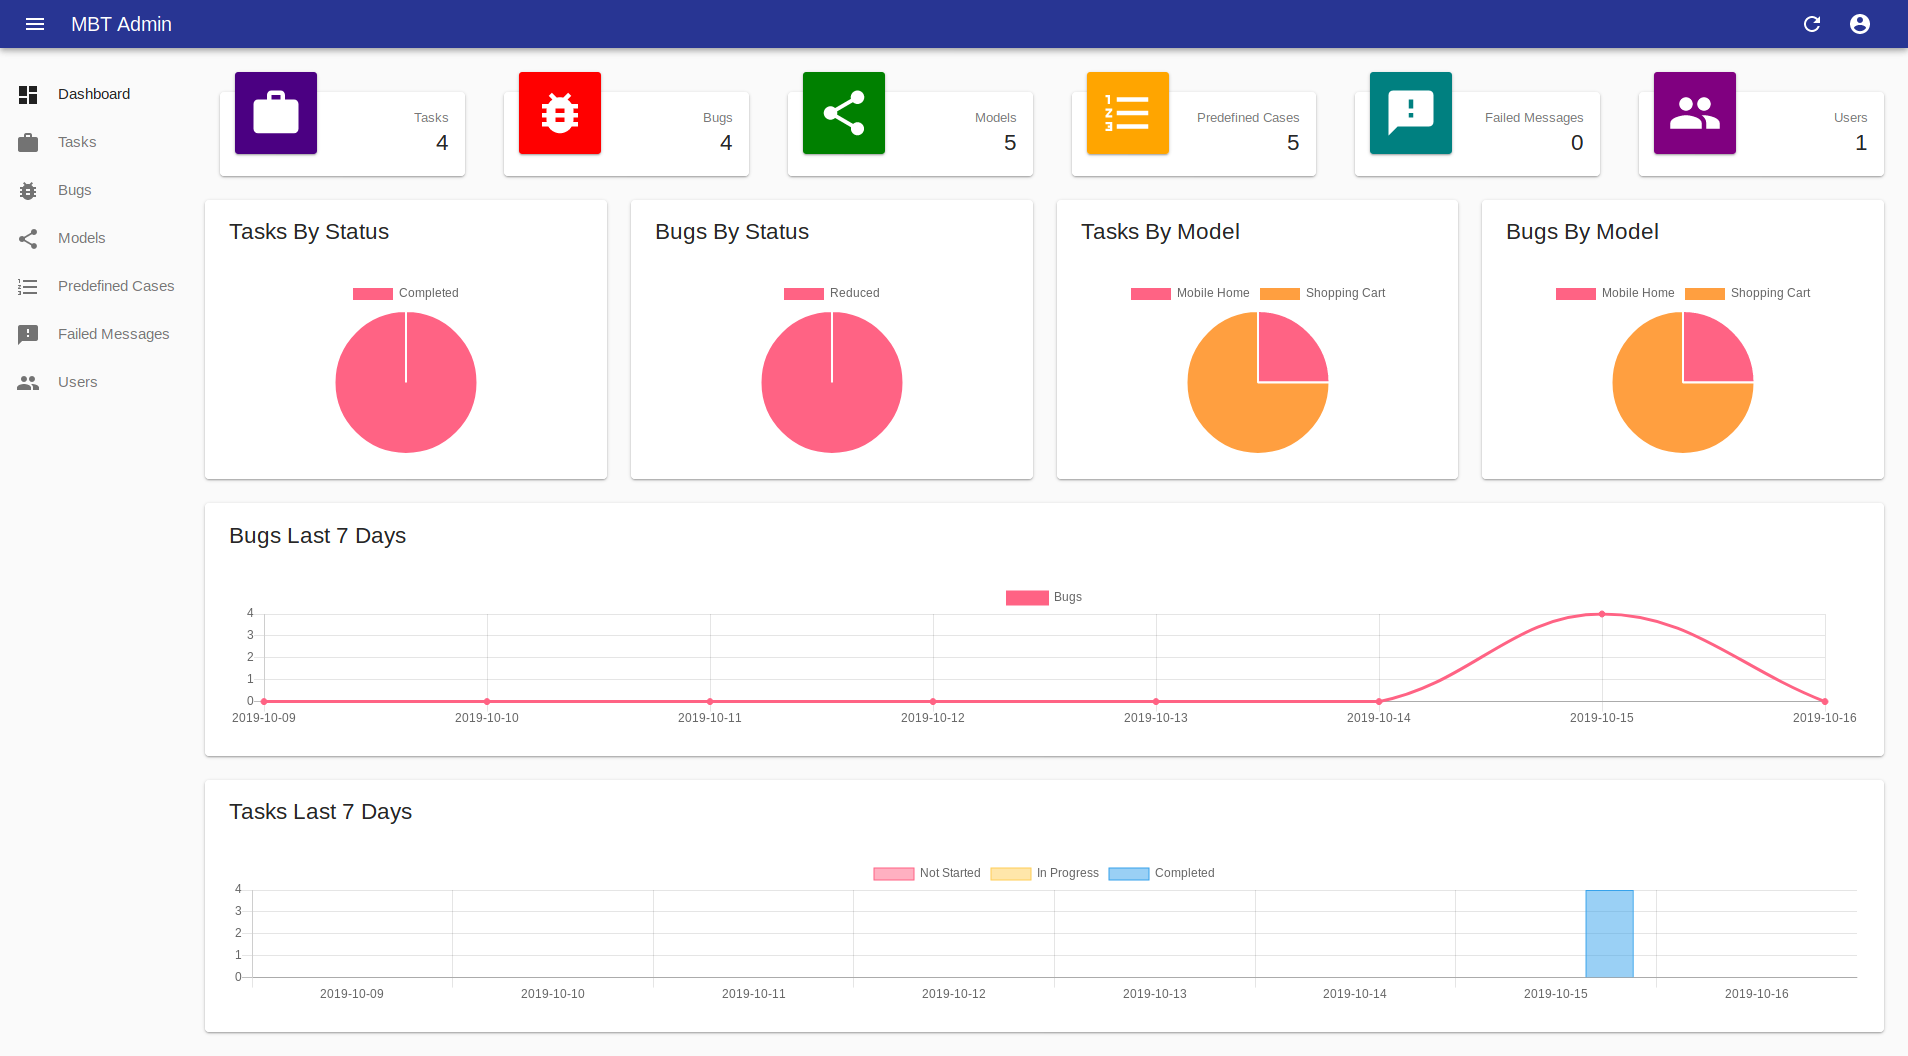 MBT Admin
Dashboard
Tasks
Bugs
Models
Predefined Cases
Failed Messages
Users
Tasks
4
Bugs
4
Models
5
Predefined Cases
5
Failed Messages
0
Users
1
Tasks By Status
Completed
Bugs By Status
Reduced
Tasks By Model
Mobile Home Shopping Cart
Bugs By Model
Mobile Home Shopping Cart
Bugs Last 7 Days
Bugs
4
3
2
1
0
2019-10-09 2019-10-10 2019-10-11 2019-10-12 2019-10-13 2019-10-14 2019-10-15 2019-10-16
Tasks Last 7 Days
Not Started In Progress Completed
4
3
2
1
0
2019-10-09 2019-10-10 2019-10-11 2019-10-12 2019-10-13 2019-10-14 2019-10-15 2019-10-16